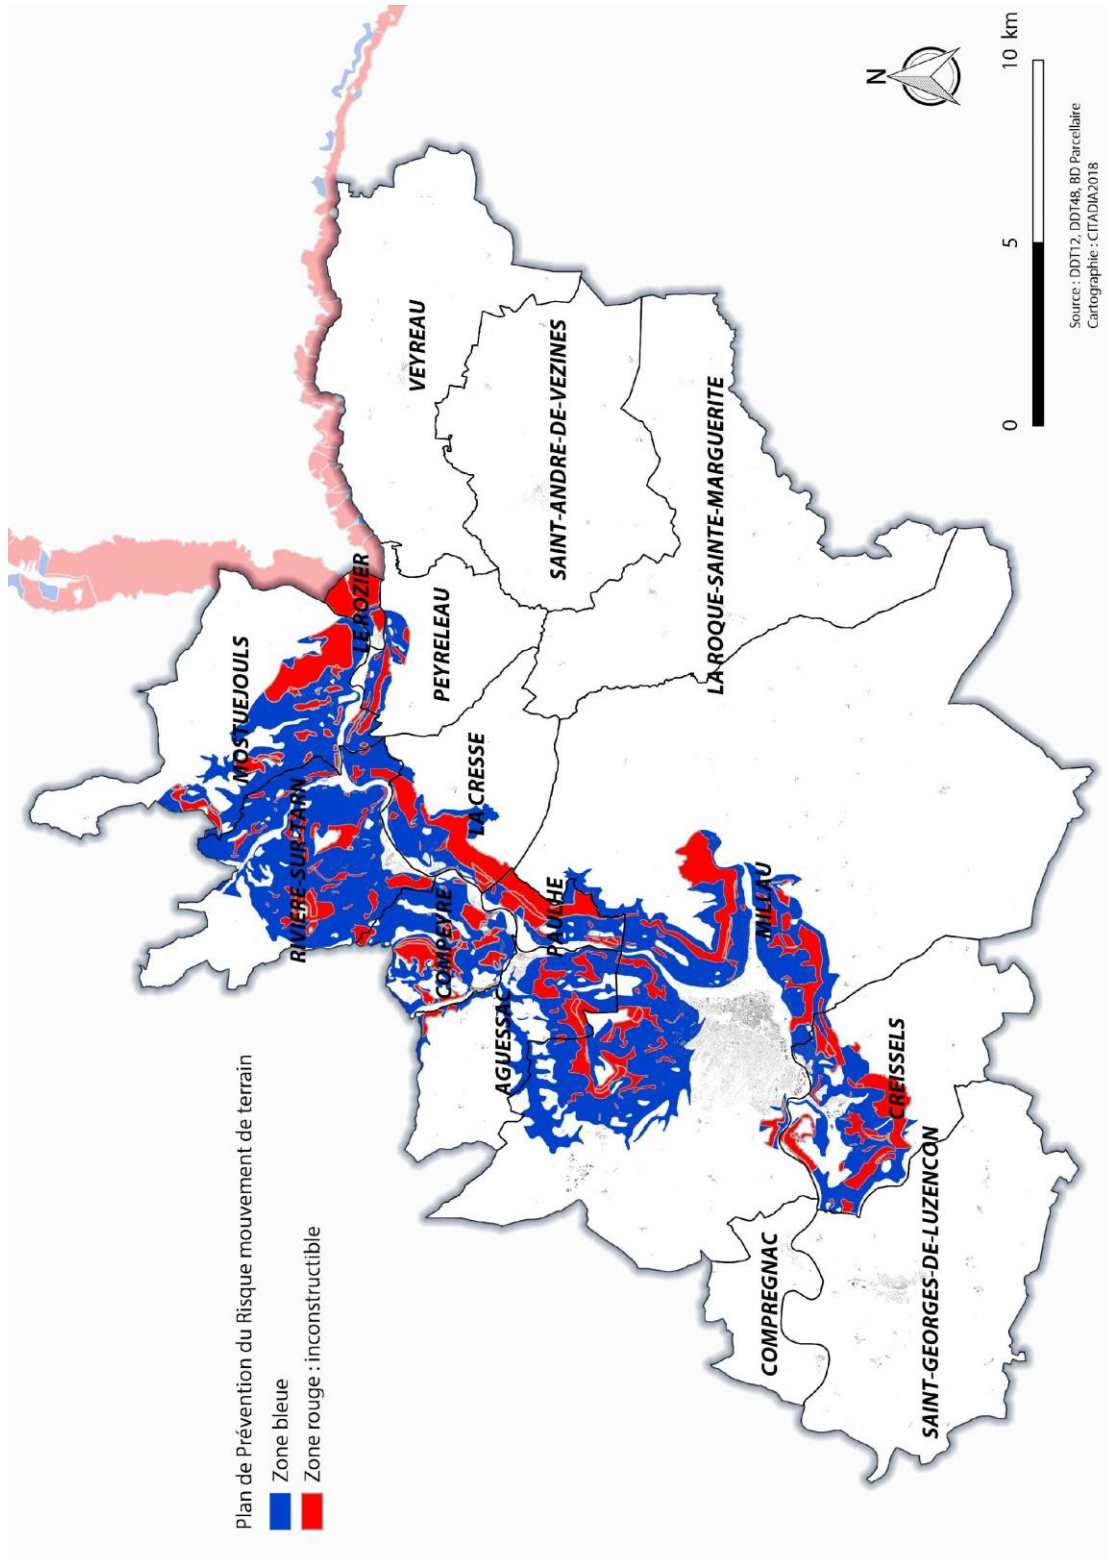 Plan de Prévention du Risque mouvement de terrain
Zone bleue
Zone rouge : inconstructible
MOSTUEJOULS
LE ROZIER
RIVIERE-SUR-TARN
VEYREAU
PEYRELEAU
COMPEYRE
LA CRESSE
AGUESSAC
PAULHE
SAINT-ANDRE-DE-VEZINES
LA ROQUE-SAINTE-MARGUERITE
MILLAU
COMPREGNAC
CREISSELS
SAINT-GEORGES-DE-LUZENCON
N
0 5 10 km
Source : DDT12, DDT48, BD Parcellaire
Cartographie : CITADIA2018